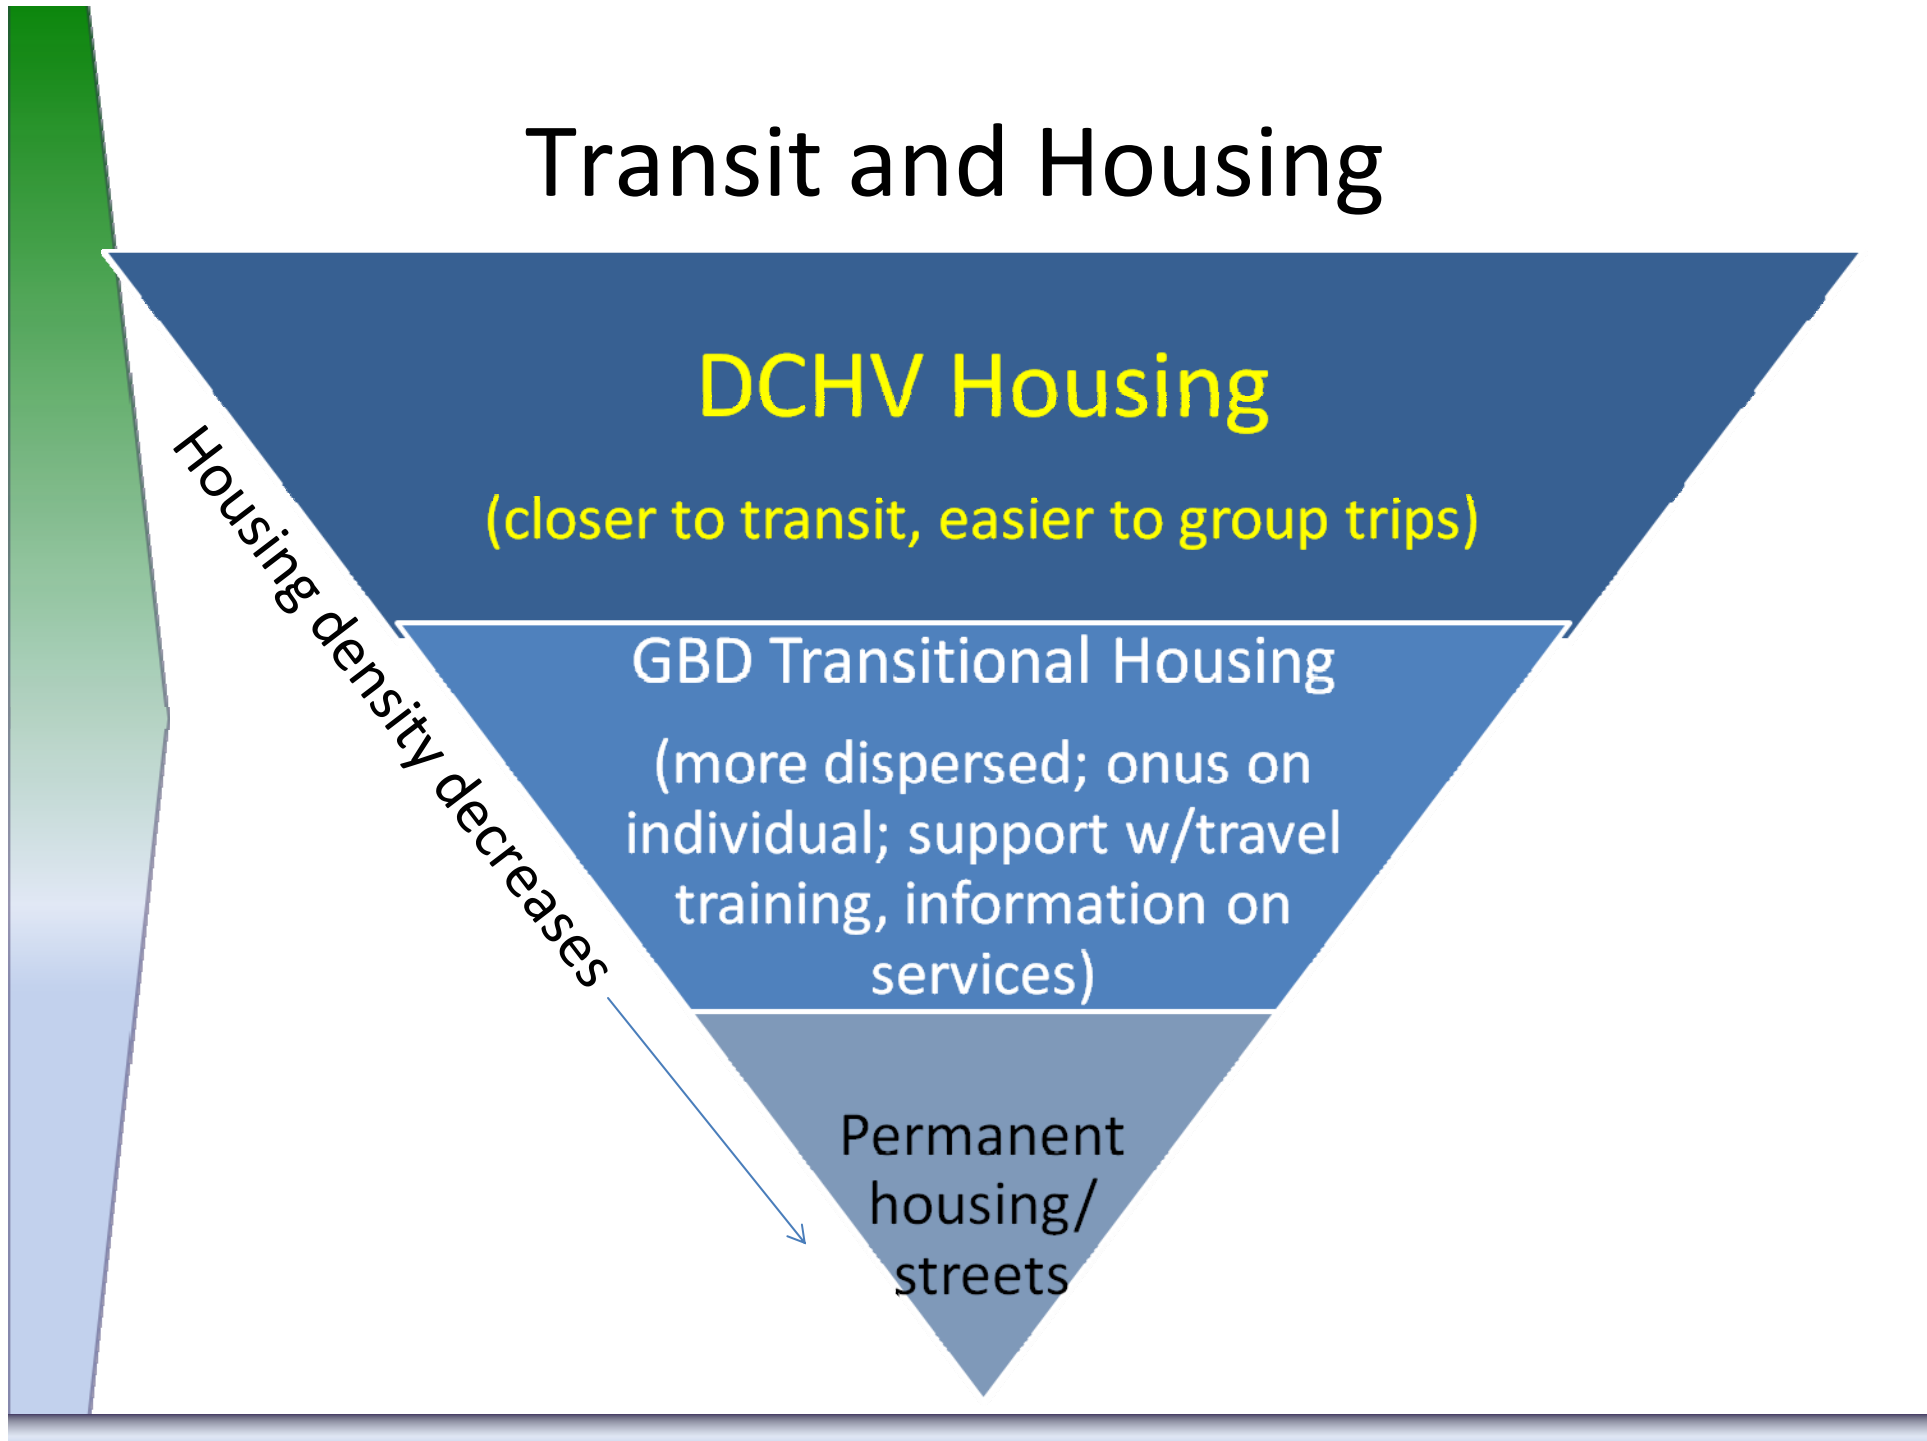 Transit and Housing
DCHV Housing
(closer to transit, easier to group trips)
Housing density decreases
GBD Transitional Housing
(more dispersed; onus on
individual; support w/travel
training, information on
services)
Permanent
housing/
streets